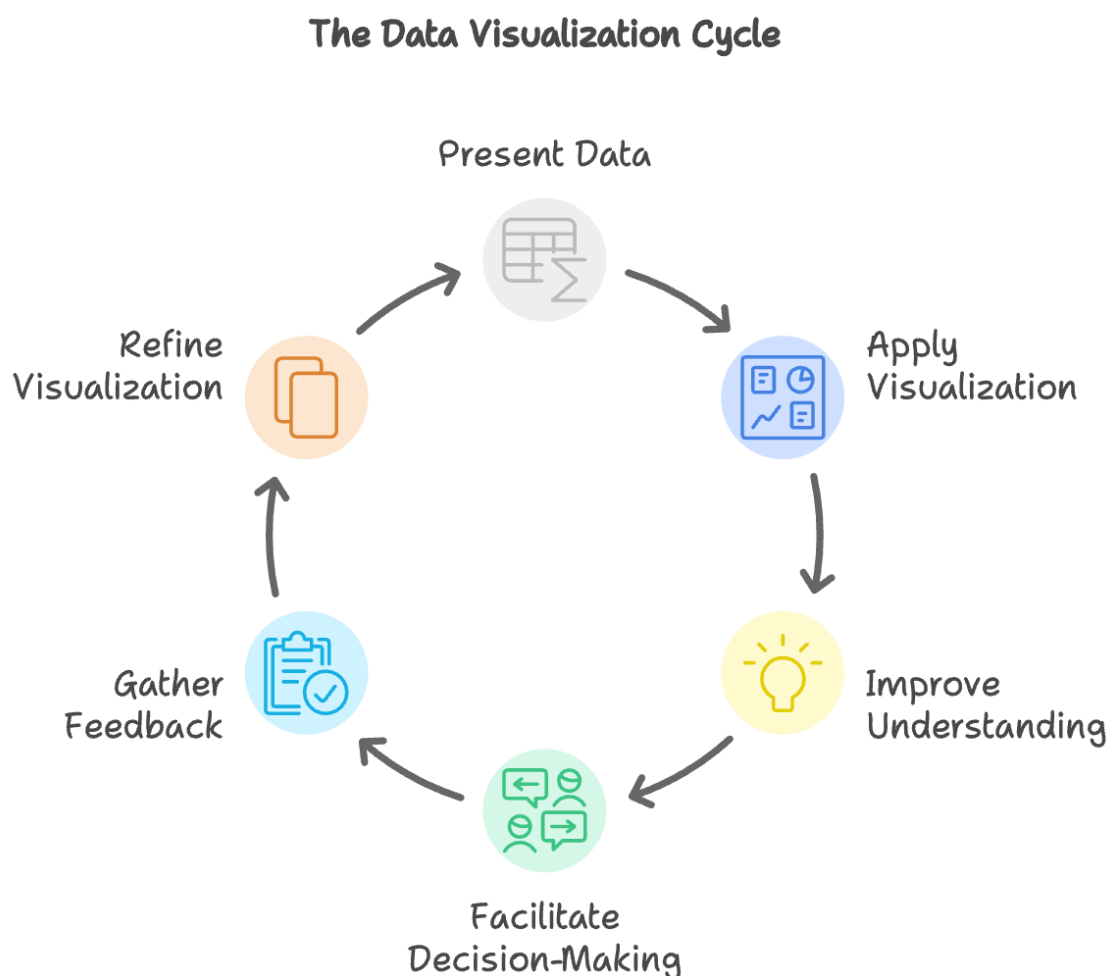 The Data Visualization Cycle
Present Data
Apply
Visualization
Improve
Understanding
Facilitate
Decision-Making
Gather
Feedback
Refine
Visualization